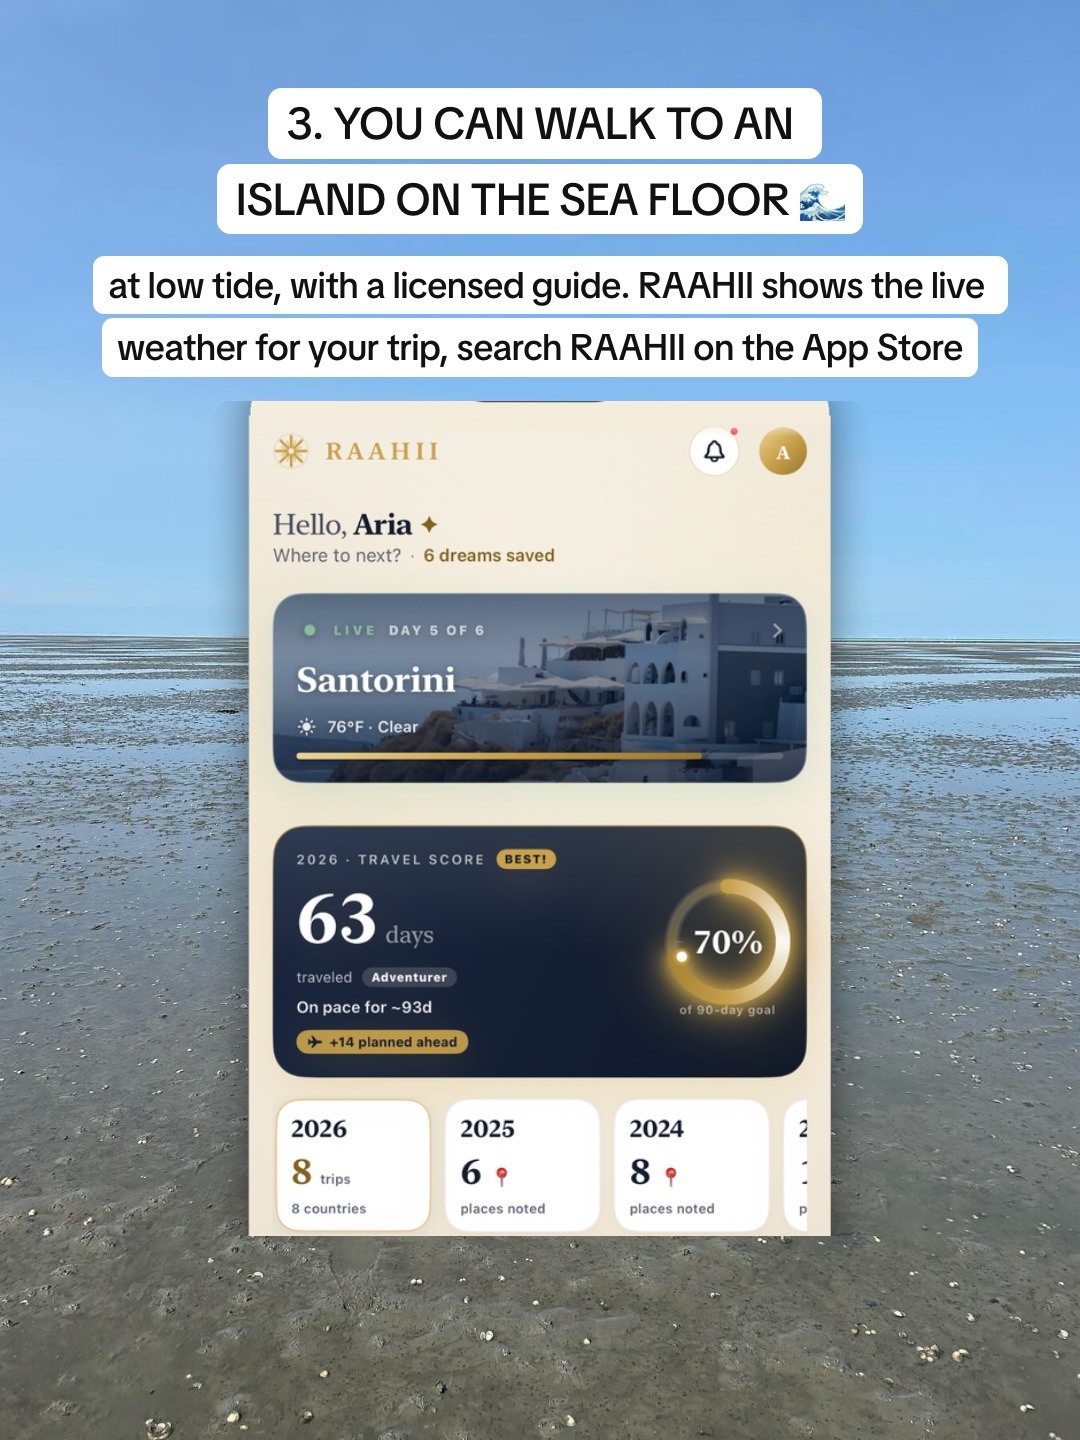 3. YOU CAN WALK TO AN
ISLAND ON THE SEA FLOOR 🌊
at low tide, with a licensed guide. RAAHII shows the live
weather for your trip, search RAAHII on the App Store
RAAHII
A
Hello, Aria ✦
Where to next? · 6 dreams saved
LIVE DAY 5 OF 6
Santorini
76°F · Clear
2026 · TRAVEL SCORE BEST!
63 days
70%
traveled Adventurer
On pace for ~93d
of 90-day goal
+14 planned ahead
2026
8 trips
8 countries
2025
6 📍
places noted
2024
8 📍
places noted